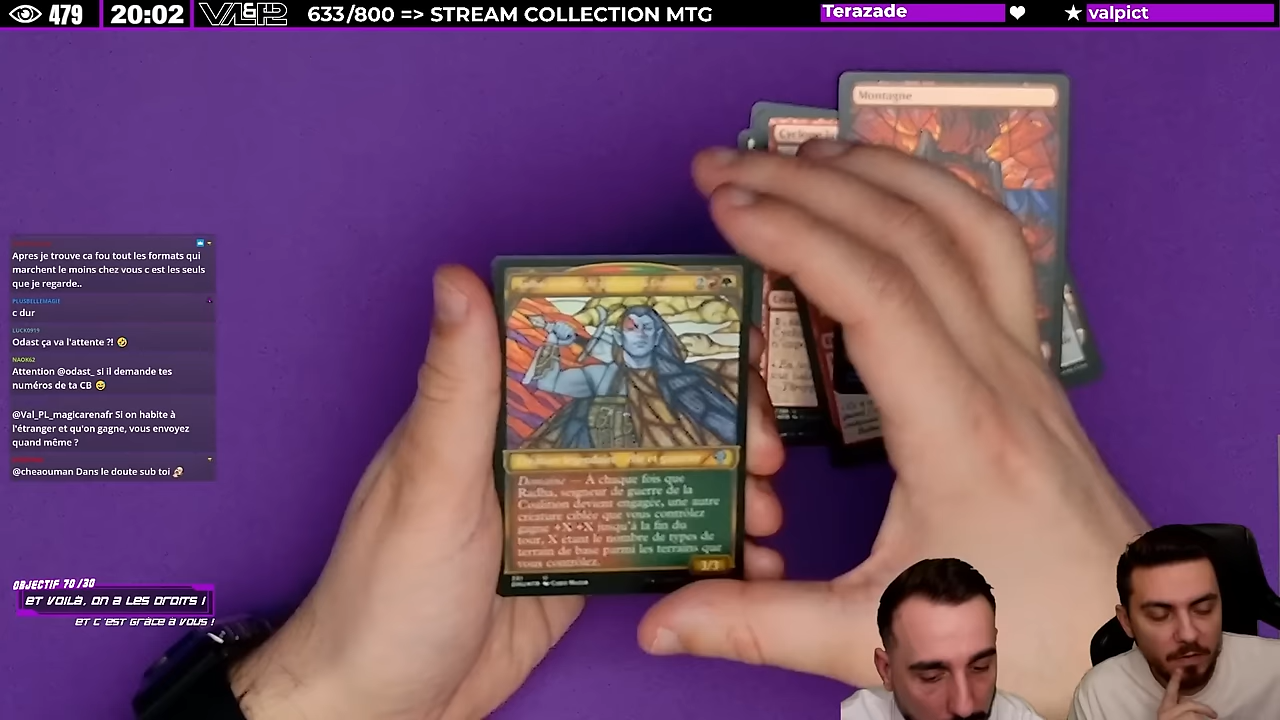 479
20:02
VAL&PL
633/800 => STREAM COLLECTION MTG
Terazade
valpict
Montagne
Apres je trouve ca fou tout les formats qui
marchent le moins chez vous c est les seuls
que je regarde..
PLUSBELLEMAGIE
c dur
LUCK0919
Odast ça va l'attente ?!
NAOK62
Attention @odast_ si il demande tes
numéros de ta CB
@Val_PL_magicarenafr Si on habite à
l'étranger et qu'on gagne, vous envoyez
quand même ?
@cheaouman Dans le doute sub toi
Domaine — À chaque fois que
Radha, seigneur de guerre de la
Coalition devient engagée, une autre
créature ciblée que vous contrôlez
gagne +X/+X jusqu'à la fin du
tour, X étant le nombre de types de
terrain de base parmi les terrains que
vous contrôlez.
3/3
OBJECTIF 70 /30
ET VOILÀ, ON A LES DROITS !
ET C'EST GRÂCE À VOUS !